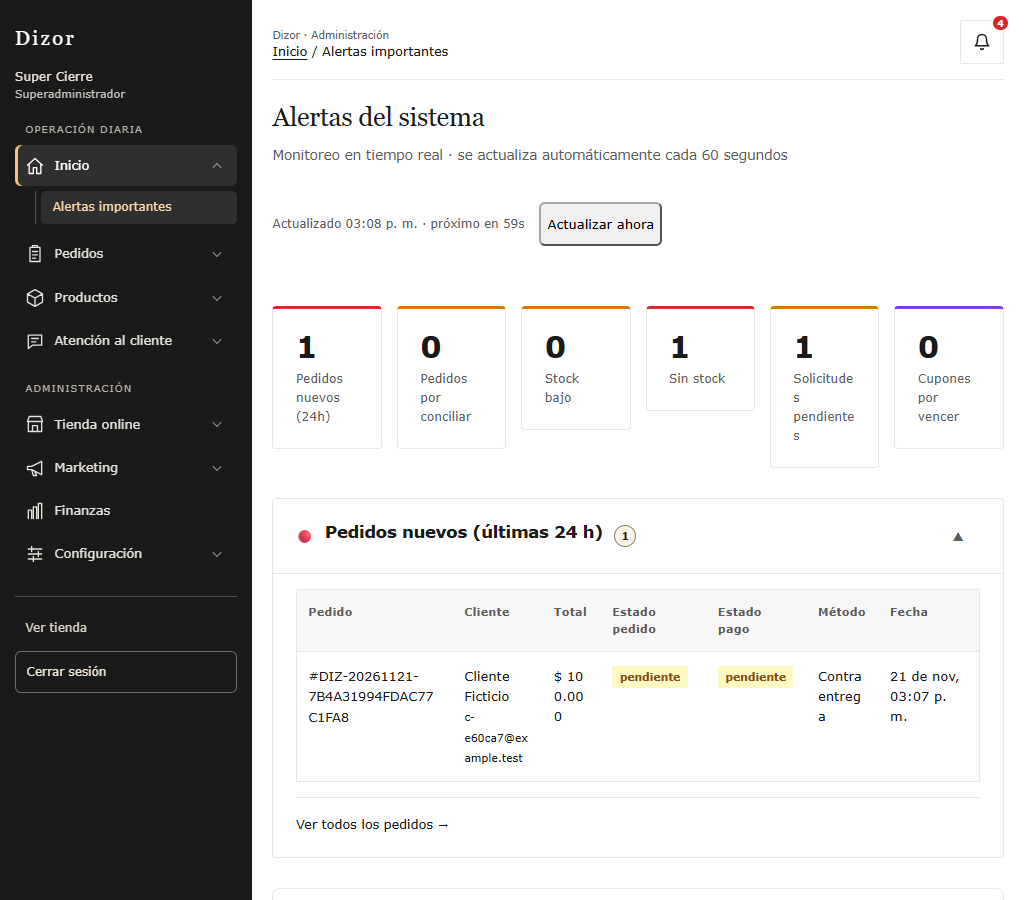 Dizor
Super Cierre
Superadministrador
OPERACIÓN DIARIA
Inicio
Alertas importantes
Pedidos
Productos
Atención al cliente
ADMINISTRACIÓN
Tienda online
Marketing
Finanzas
Configuración
Ver tienda
Cerrar sesión
Dizor · Administración
Inicio / Alertas importantes
4
Alertas del sistema
Monitoreo en tiempo real · se actualiza automáticamente cada 60 segundos
Actualizado 03:08 p. m. · próximo en 59s
Actualizar ahora
1
Pedidos
nuevos
(24h)
0
Pedidos
por
conciliar
0
Stock
bajo
1
Sin stock
1
Solicitude
s
pendiente
s
0
Cupones
por
vencer
Pedidos nuevos (últimas 24 h) 1
▲
Pedido
Cliente
Total
Estado
pedido
Estado
pago
Método
Fecha
#DIZ-20261121-
7B4A31994FDAC77
C1FA8
Cliente
Ficticio
c-
e60ca7@ex
ample.test
$ 10
0.00
0
pendiente
pendiente
Contra
entreg
a
21 de nov,
03:07 p.
m.
Ver todos los pedidos →